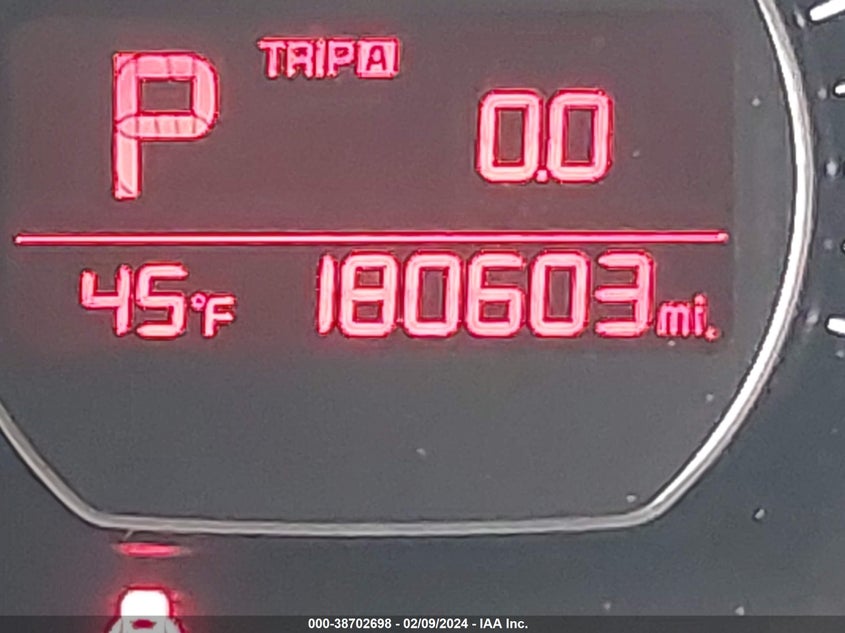 TRIP A
P 0.0
45°F 180603 mi.
000-38702698 - 02/09/2024 - IAA Inc.